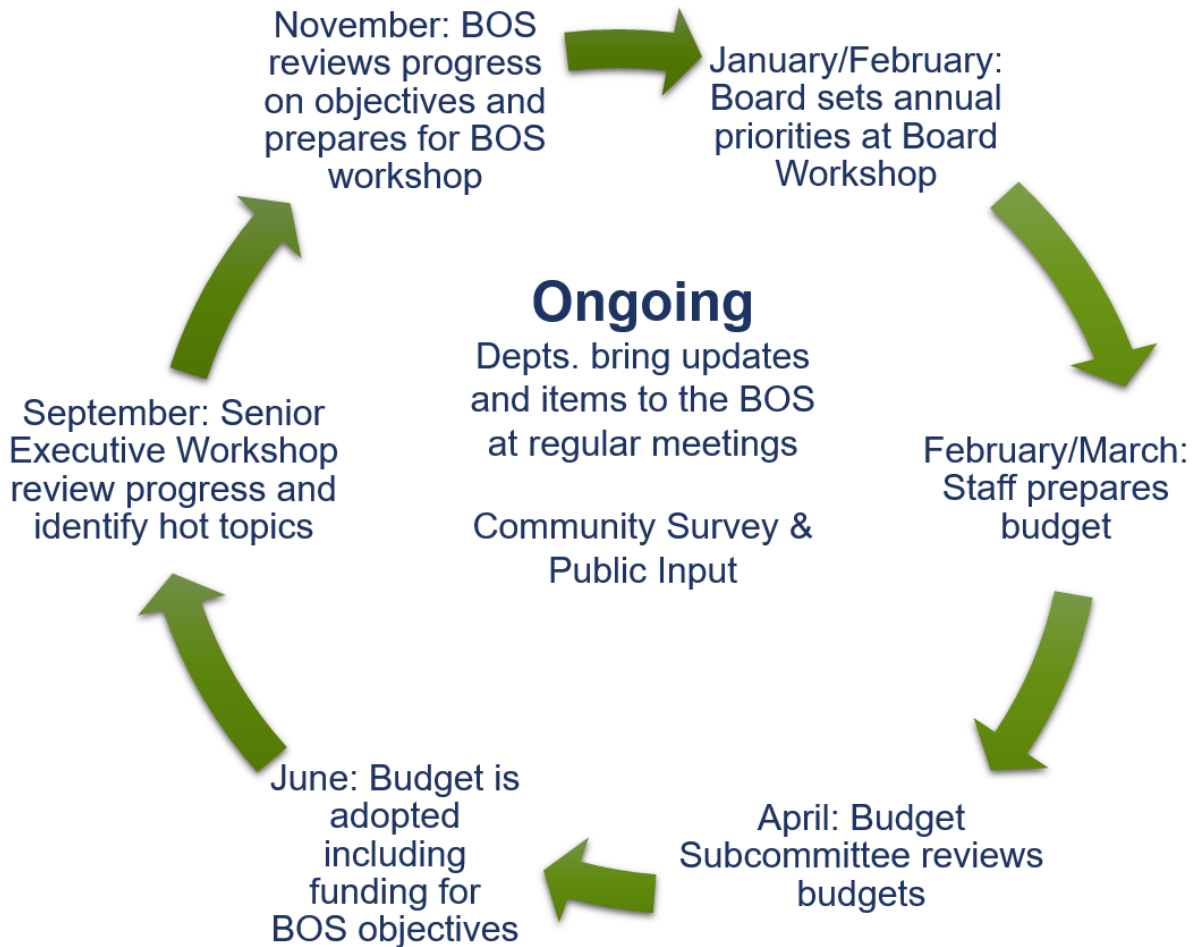 November: BOS
reviews progress
on objectives and
prepares for BOS
workshop
January/February:
Board sets annual
priorities at Board
Workshop
February/March:
Staff prepares
budget
April: Budget
Subcommittee reviews
budgets
June: Budget is
adopted
including
funding for
BOS objectives
September: Senior
Executive Workshop
review progress and
identify hot topics
Ongoing
Depts. bring updates
and items to the BOS
at regular meetings
Community Survey &
Public Input